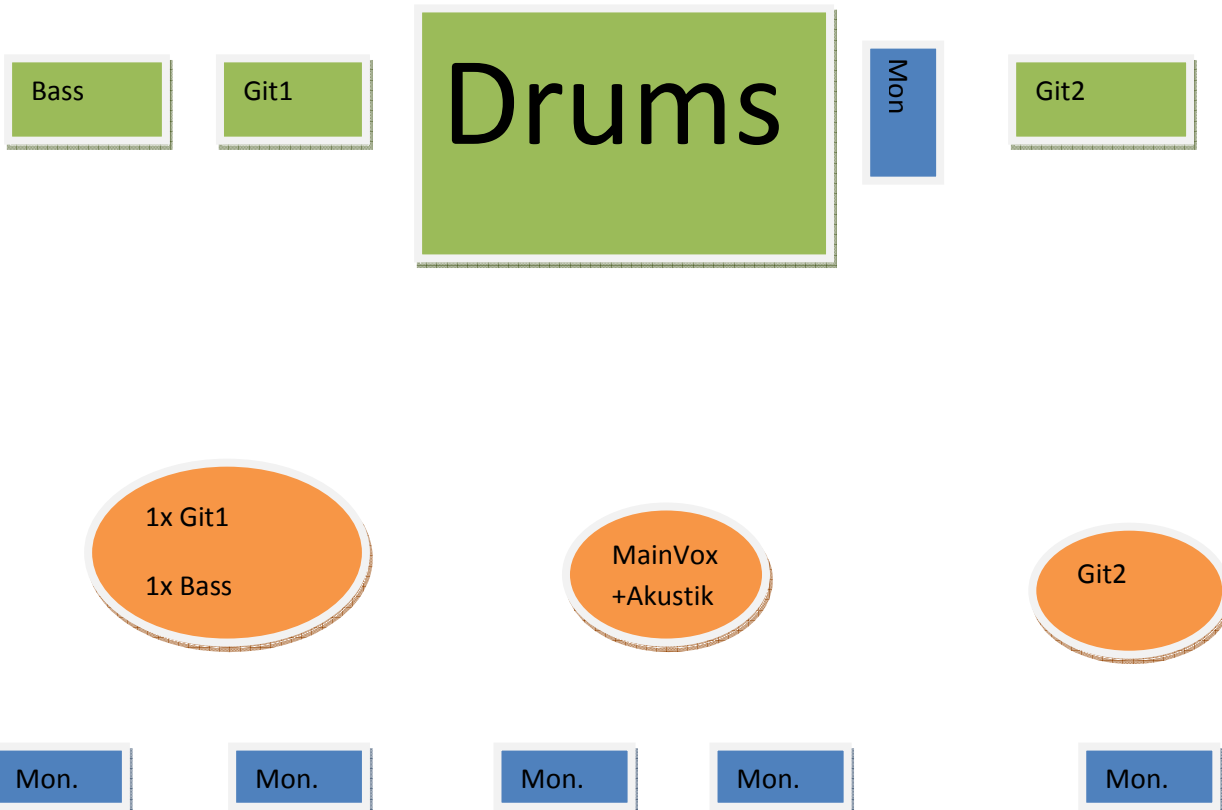 Bass
Git1
Drums
Mon
Git2
1x Git1
1x Bass
MainVox
+Akustik
Git2
Mon.
Mon.
Mon.
Mon.
Mon.